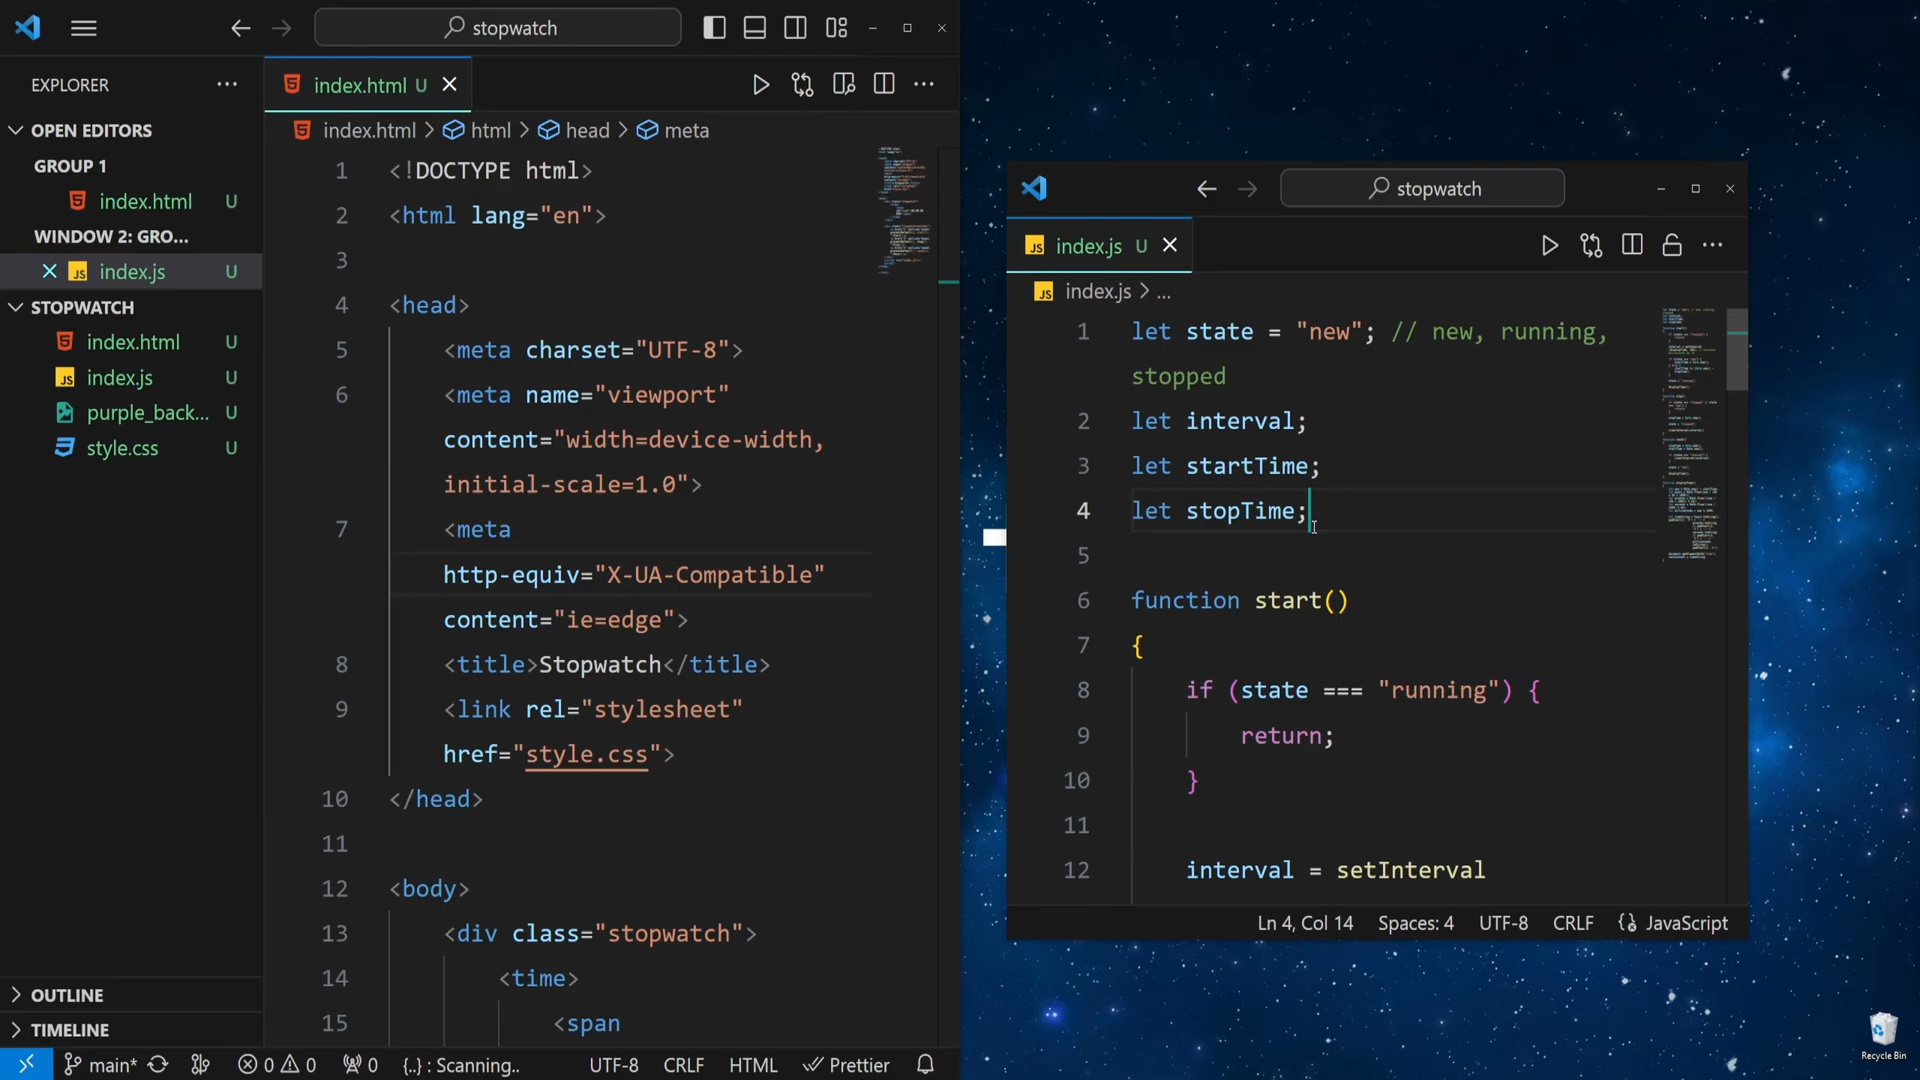 stopwatch
EXPLORER
index.html U
OPEN EDITORS
GROUP 1
index.html U
WINDOW 2: GRO...
index.js U
STOPWATCH
index.html U
index.js U
purple_back... U
style.css U
OUTLINE
TIMELINE
index.html > html > head > meta
1 <!DOCTYPE html>
2 <html lang="en">
3
4 <head>
5 <meta charset="UTF-8">
6 <meta name="viewport"
content="width=device-width,
initial-scale=1.0">
7 <meta
http-equiv="X-UA-Compatible"
content="ie=edge">
8 <title>Stopwatch</title>
9 <link rel="stylesheet"
href="style.css">
10 </head>
11
12 <body>
13 <div class="stopwatch">
14 <time>
15 <span
main* 0 0 0 {..} : Scanning.. UTF-8 CRLF HTML Prettier
stopwatch
index.js U
index.js > ...
1 let state = "new"; // new, running,
stopped
2 let interval;
3 let startTime;
4 let stopTime;
5
6 function start()
7 {
8 if (state === "running") {
9 return;
10 }
11
12 interval = setInterval
Ln 4, Col 14 Spaces: 4 UTF-8 CRLF JavaScript
Recycle Bin